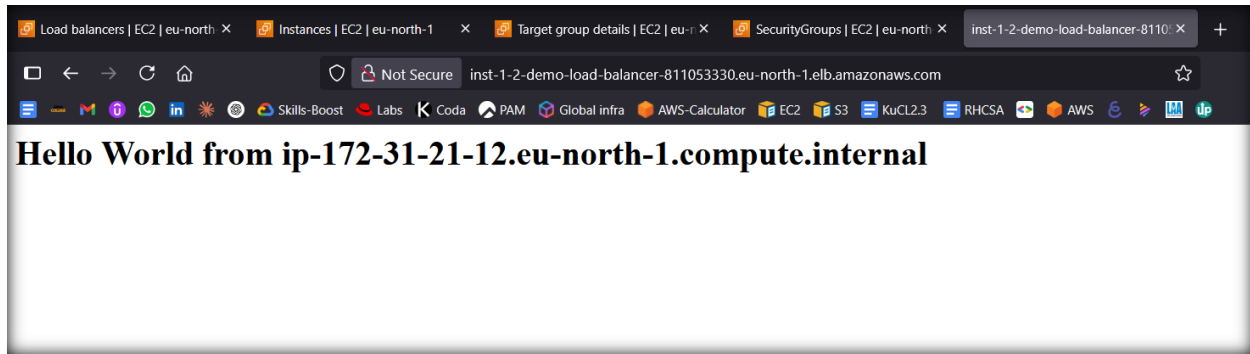 Load balancers | EC2 | eu-north-
Instances | EC2 | eu-north-1
Target group details | EC2 | eu-n
SecurityGroups | EC2 | eu-north
inst-1-2-demo-load-balancer-8110
Not Secure inst-1-2-demo-load-balancer-811053330.eu-north-1.elb.amazonaws.com
Skills-Boost Labs Coda PAM Global infra AWS-Calculator EC2 S3 KuCL2.3 RHCSA AWS
Hello World from ip-172-31-21-12.eu-north-1.compute.internal